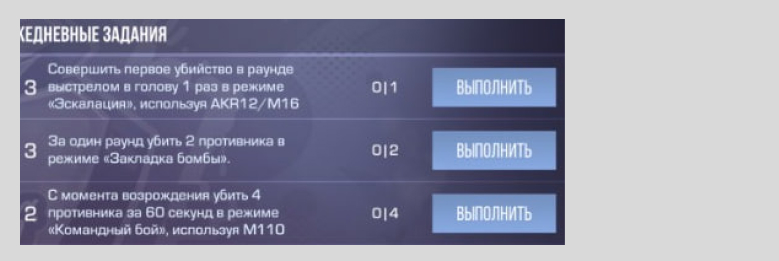 ЖЕДНЕВНЫЕ ЗАДАНИЯ
3 Совершить первое убийство в раунде
выстрелом в голову 1 раз в режиме
«Эскалация», используя AKR12/M16
0|1 ВЫПОЛНИТЬ
3 За один раунд убить 2 противника в
режиме «Закладка бомбы».
0|2 ВЫПОЛНИТЬ
2 С момента возрождения убить 4
противника за 60 секунд в режиме
«Командный бой», используя M110
0|4 ВЫПОЛНИТЬ